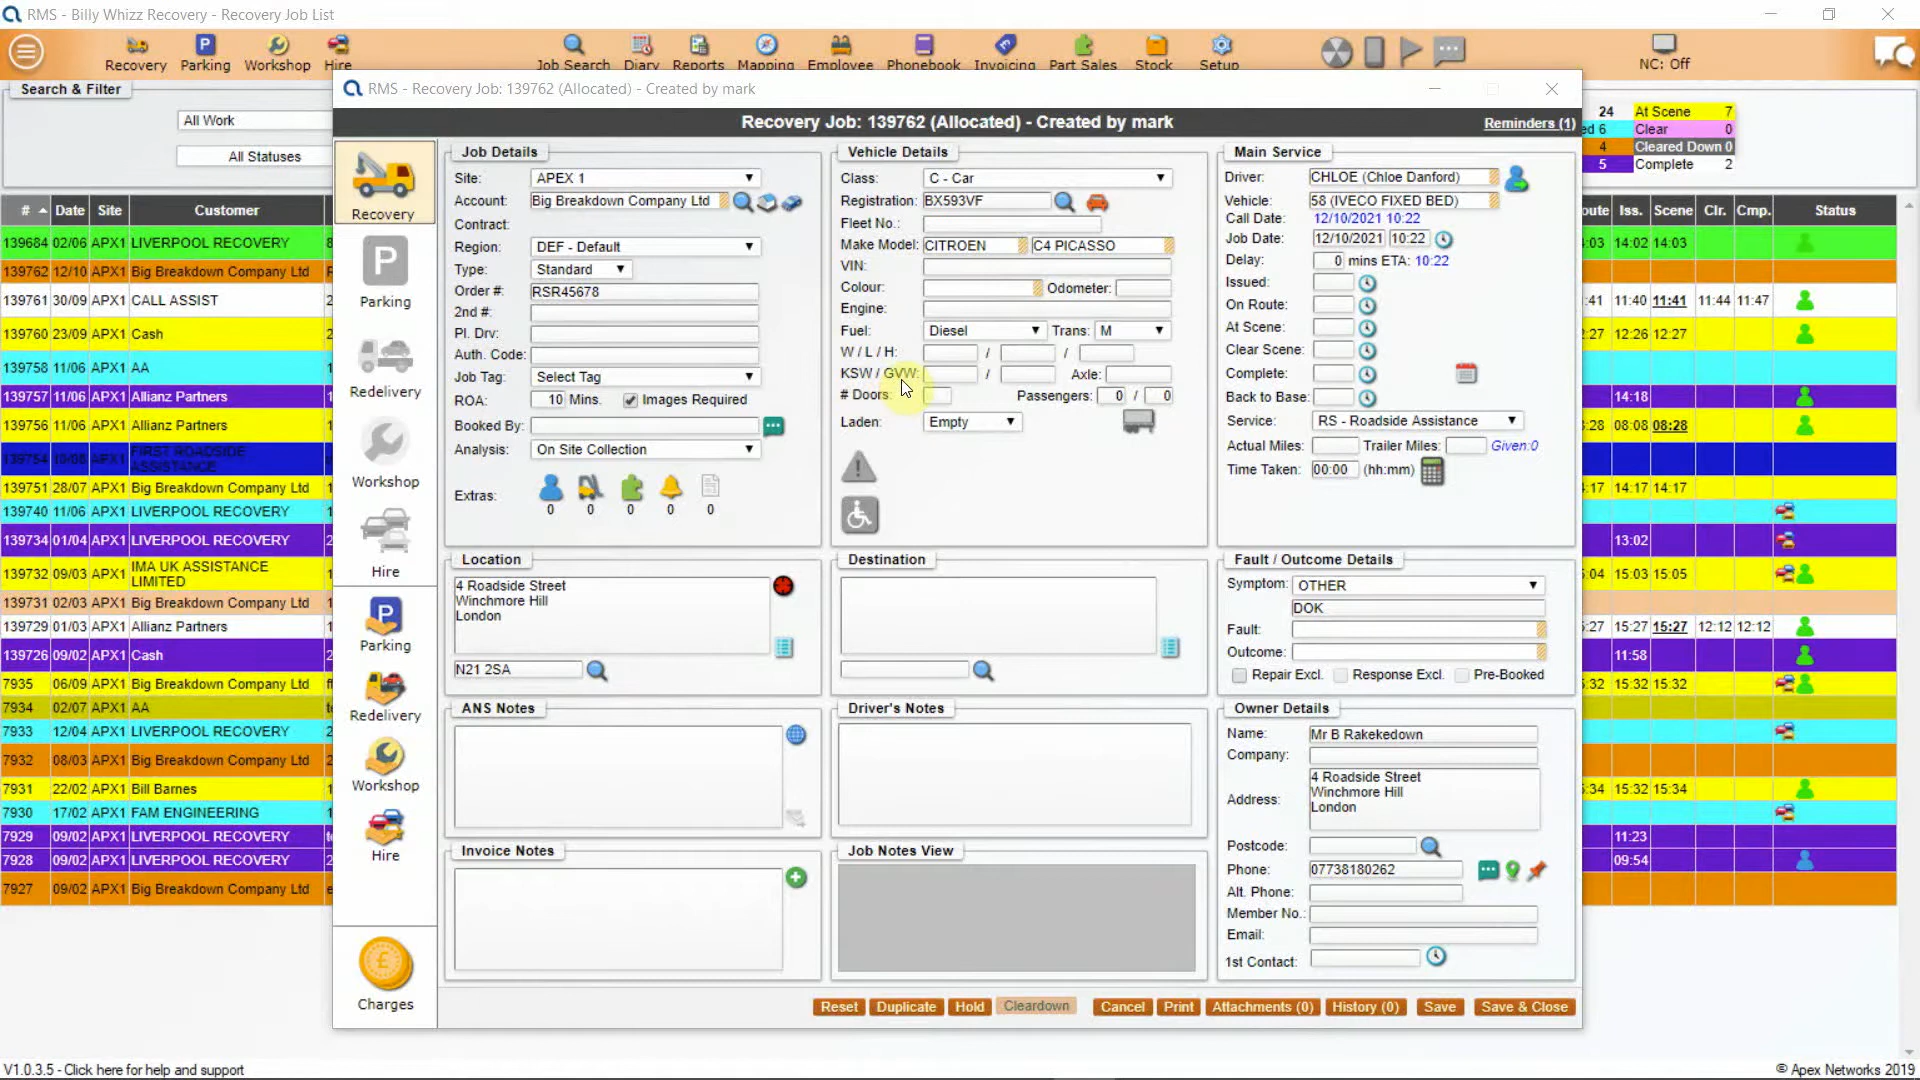 RMS - Billy Whizz Recovery - Recovery Job List
Recovery Parking Workshop Hire Job Search Diary Reports Mapping Employee Phonebook Invoicing Part Sales Stock Setup NC: Off
Search & Filter
All Work
All Statuses
24 At Scene 7
ed 6 Clear 0
4 Cleared Down 0
5 Complete 2
RMS - Recovery Job: 139762 (Allocated) - Created by mark
Recovery Job: 139762 (Allocated) - Created by mark
Reminders (1)
# Date Site Customer
139684 02/06 APX1 LIVERPOOL RECOVERY
139762 12/10 APX1 Big Breakdown Company Ltd
139761 30/09 APX1 CALL ASSIST
139760 23/09 APX1 Cash
139758 11/06 APX1 AA
139757 11/06 APX1 Allianz Partners
139756 11/06 APX1 Allianz Partners
139754 10/08 APX1 FIRST ROADSIDE
ASSISTANCE
139751 28/07 APX1 Big Breakdown Company Ltd
139740 11/06 APX1 LIVERPOOL RECOVERY
139734 01/04 APX1 LIVERPOOL RECOVERY
139732 09/03 APX1 IMA UK ASSISTANCE
LIMITED
139731 02/03 APX1 Big Breakdown Company Ltd
139729 01/03 APX1 Allianz Partners
139726 09/02 APX1 Cash
7935 06/09 APX1 Big Breakdown Company Ltd
7934 02/07 APX1 AA
7933 12/04 APX1 LIVERPOOL RECOVERY
7932 08/03 APX1 Big Breakdown Company Ltd
7931 22/02 APX1 Bill Barnes
7930 17/02 APX1 FAM ENGINEERING
7929 09/02 APX1 LIVERPOOL RECOVERY
7928 09/02 APX1 LIVERPOOL RECOVERY
7927 09/02 APX1 Big Breakdown Company Ltd
Recovery
Parking
Redelivery
Workshop
Hire
Parking
Redelivery
Workshop
Hire
Charges
Job Details
Site: APEX 1
Account: Big Breakdown Company Ltd
Contract:
Region: DEF - Default
Type: Standard
Order #: RSR45678
2nd #:
Pl. Drv:
Auth. Code:
Job Tag: Select Tag
ROA: 10 Mins. Images Required
Booked By:
Analysis: On Site Collection
Extras: 0 0 0 0 0
Vehicle Details
Class: C - Car
Registration: BX593VF
Fleet No.:
Make Model: CITROEN C4 PICASSO
VIN:
Colour: Odometer:
Engine:
Fuel: Diesel Trans: M
W / L / H: / /
KSW / GVW: / Axle:
# Doors: Passengers: 0 / 0
Laden: Empty
Main Service
Driver: CHLOE (Chloe Danford)
Vehicle: 58 (IVECO FIXED BED)
Call Date: 12/10/2021 10:22
Job Date: 12/10/2021 10:22
Delay: 0 mins ETA: 10:22
Issued:
On Route:
At Scene:
Clear Scene:
Complete:
Back to Base:
Service: RS - Roadside Assistance
Actual Miles: Trailer Miles: Given:0
Time Taken: 00:00 (hh:mm)
Location
4 Roadside Street
Winchmore Hill
London
N21 2SA
Destination
Fault / Outcome Details
Symptom: OTHER
DOK
Fault:
Outcome:
Repair Excl. Response Excl. Pre-Booked
ANS Notes
Driver's Notes
Owner Details
Name: Mr B Rakekedown
Company:
Address: 4 Roadside Street
Winchmore Hill
London
Postcode:
Phone: 07738180262
Alt. Phone:
Member No.:
Email:
1st Contact:
Invoice Notes
Job Notes View
Reset Duplicate Hold Cleardown Cancel Print Attachments (0) History (0) Save Save & Close
oute Iss. Scene Clr. Cmp. Status
:03 14:02 14:03
:41 11:40 11:41 11:44 11:47
2:27 12:26 12:27
14:18
3:28 08:08 08:28
:17 14:17 14:17
13:02
5:04 15:03 15:05
5:27 15:27 15:27 12:12 12:12
11:58
5:32 15:32 15:32
5:34 15:32 15:34
11:23
09:54
V1.0.3.5 - Click here for help and support
© Apex Networks 2019